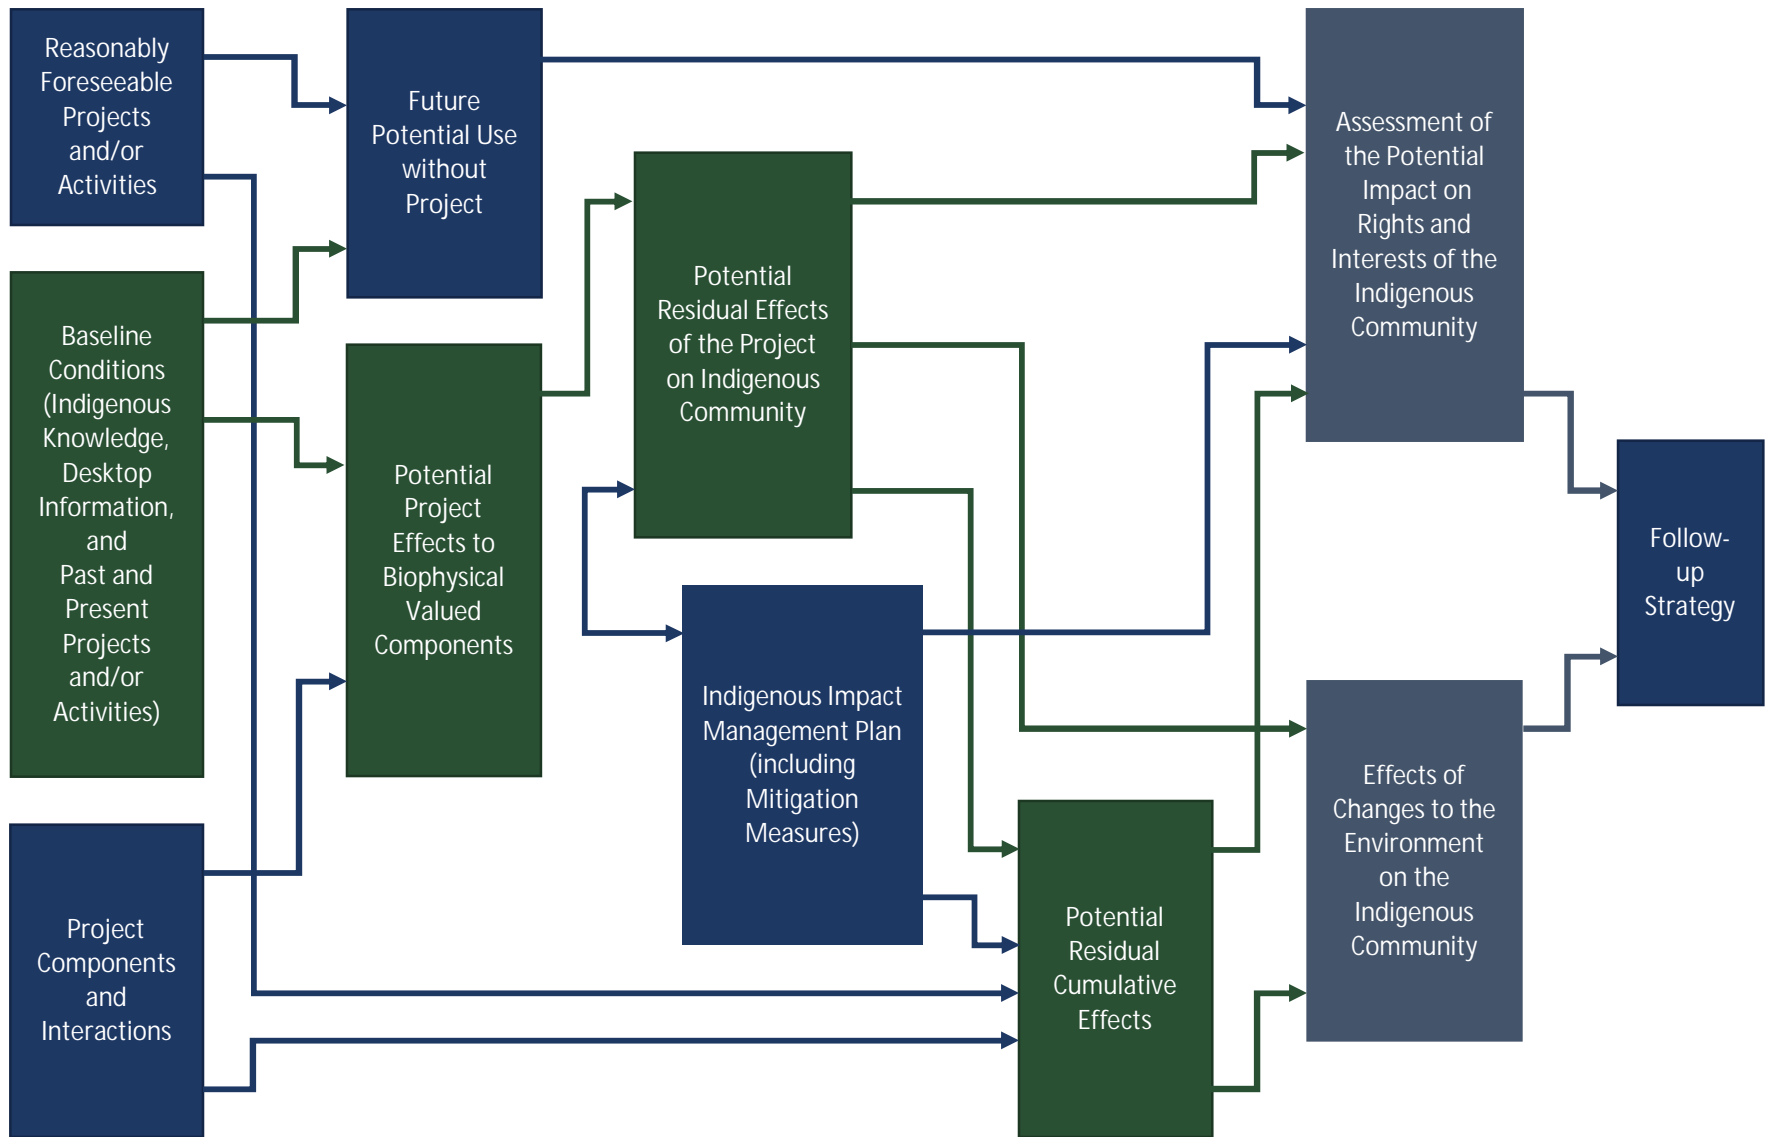 Reasonably
Foreseeable
Projects
and/or
Activities
Future
Potential Use
without
Project
Baseline
Conditions
(Indigenous
Knowledge,
Desktop
Information,
and
Past and
Present
Projects
and/or
Activities)
Potential
Project
Effects to
Biophysical
Valued
Components
Project
Components
and
Interactions
Potential
Residual Effects
of the Project
on Indigenous
Community
Indigenous Impact
Management Plan
(including
Mitigation
Measures)
Potential
Residual
Cumulative
Effects
Assessment of
the Potential
Impact on
Rights and
Interests of the
Indigenous
Community
Effects of
Changes to the
Environment
on the
Indigenous
Community
Follow-
up
Strategy